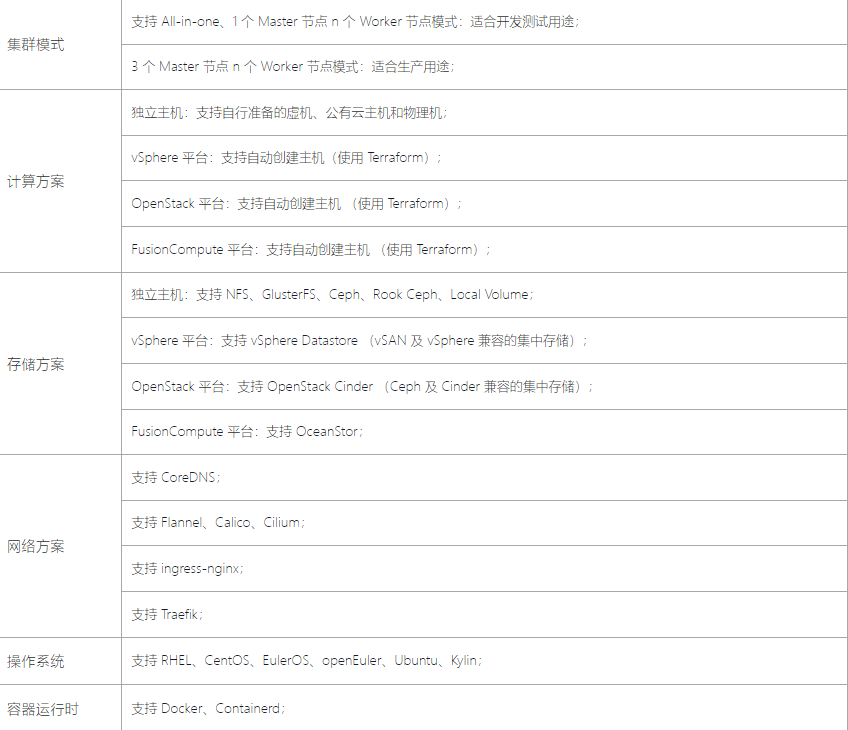 集群模式
支持 All-in-one、1 个 Master 节点 n 个 Worker 节点模式：适合开发测试用途；
3 个 Master 节点 n 个 Worker 节点模式：适合生产用途；
计算方案
独立主机：支持自行准备的虚机、公有云主机和物理机；
vSphere 平台：支持自动创建主机（使用 Terraform）；
OpenStack 平台：支持自动创建主机 （使用 Terraform）；
FusionCompute 平台：支持自动创建主机 （使用 Terraform）；
存储方案
独立主机：支持 NFS、GlusterFS、Ceph、Rook Ceph、Local Volume；
vSphere 平台：支持 vSphere Datastore （vSAN 及 vSphere 兼容的集中存储）；
OpenStack 平台：支持 OpenStack Cinder （Ceph 及 Cinder 兼容的集中存储）；
FusionCompute 平台：支持 OceanStor；
网络方案
支持 CoreDNS；
支持 Flannel、Calico、Cilium；
支持 ingress-nginx；
支持 Traefik；
操作系统
支持 RHEL、CentOS、EulerOS、openEuler、Ubuntu、Kylin；
容器运行时
支持 Docker、Containerd；